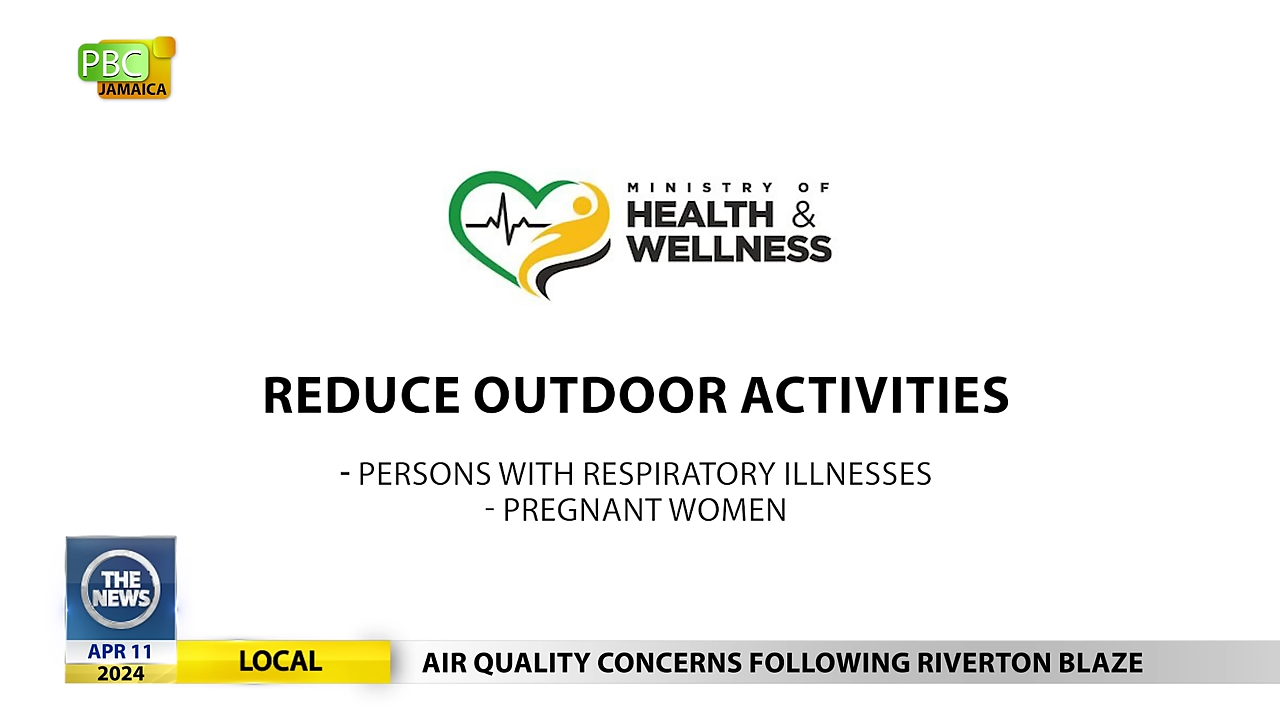 PBC
JAMAICA
MINISTRY OF
HEALTH &
WELLNESS
REDUCE OUTDOOR ACTIVITIES
- PERSONS WITH RESPIRATORY ILLNESSES
- PREGNANT WOMEN
THE
NEWS
APR 11
2024
LOCAL
AIR QUALITY CONCERNS FOLLOWING RIVERTON BLAZE